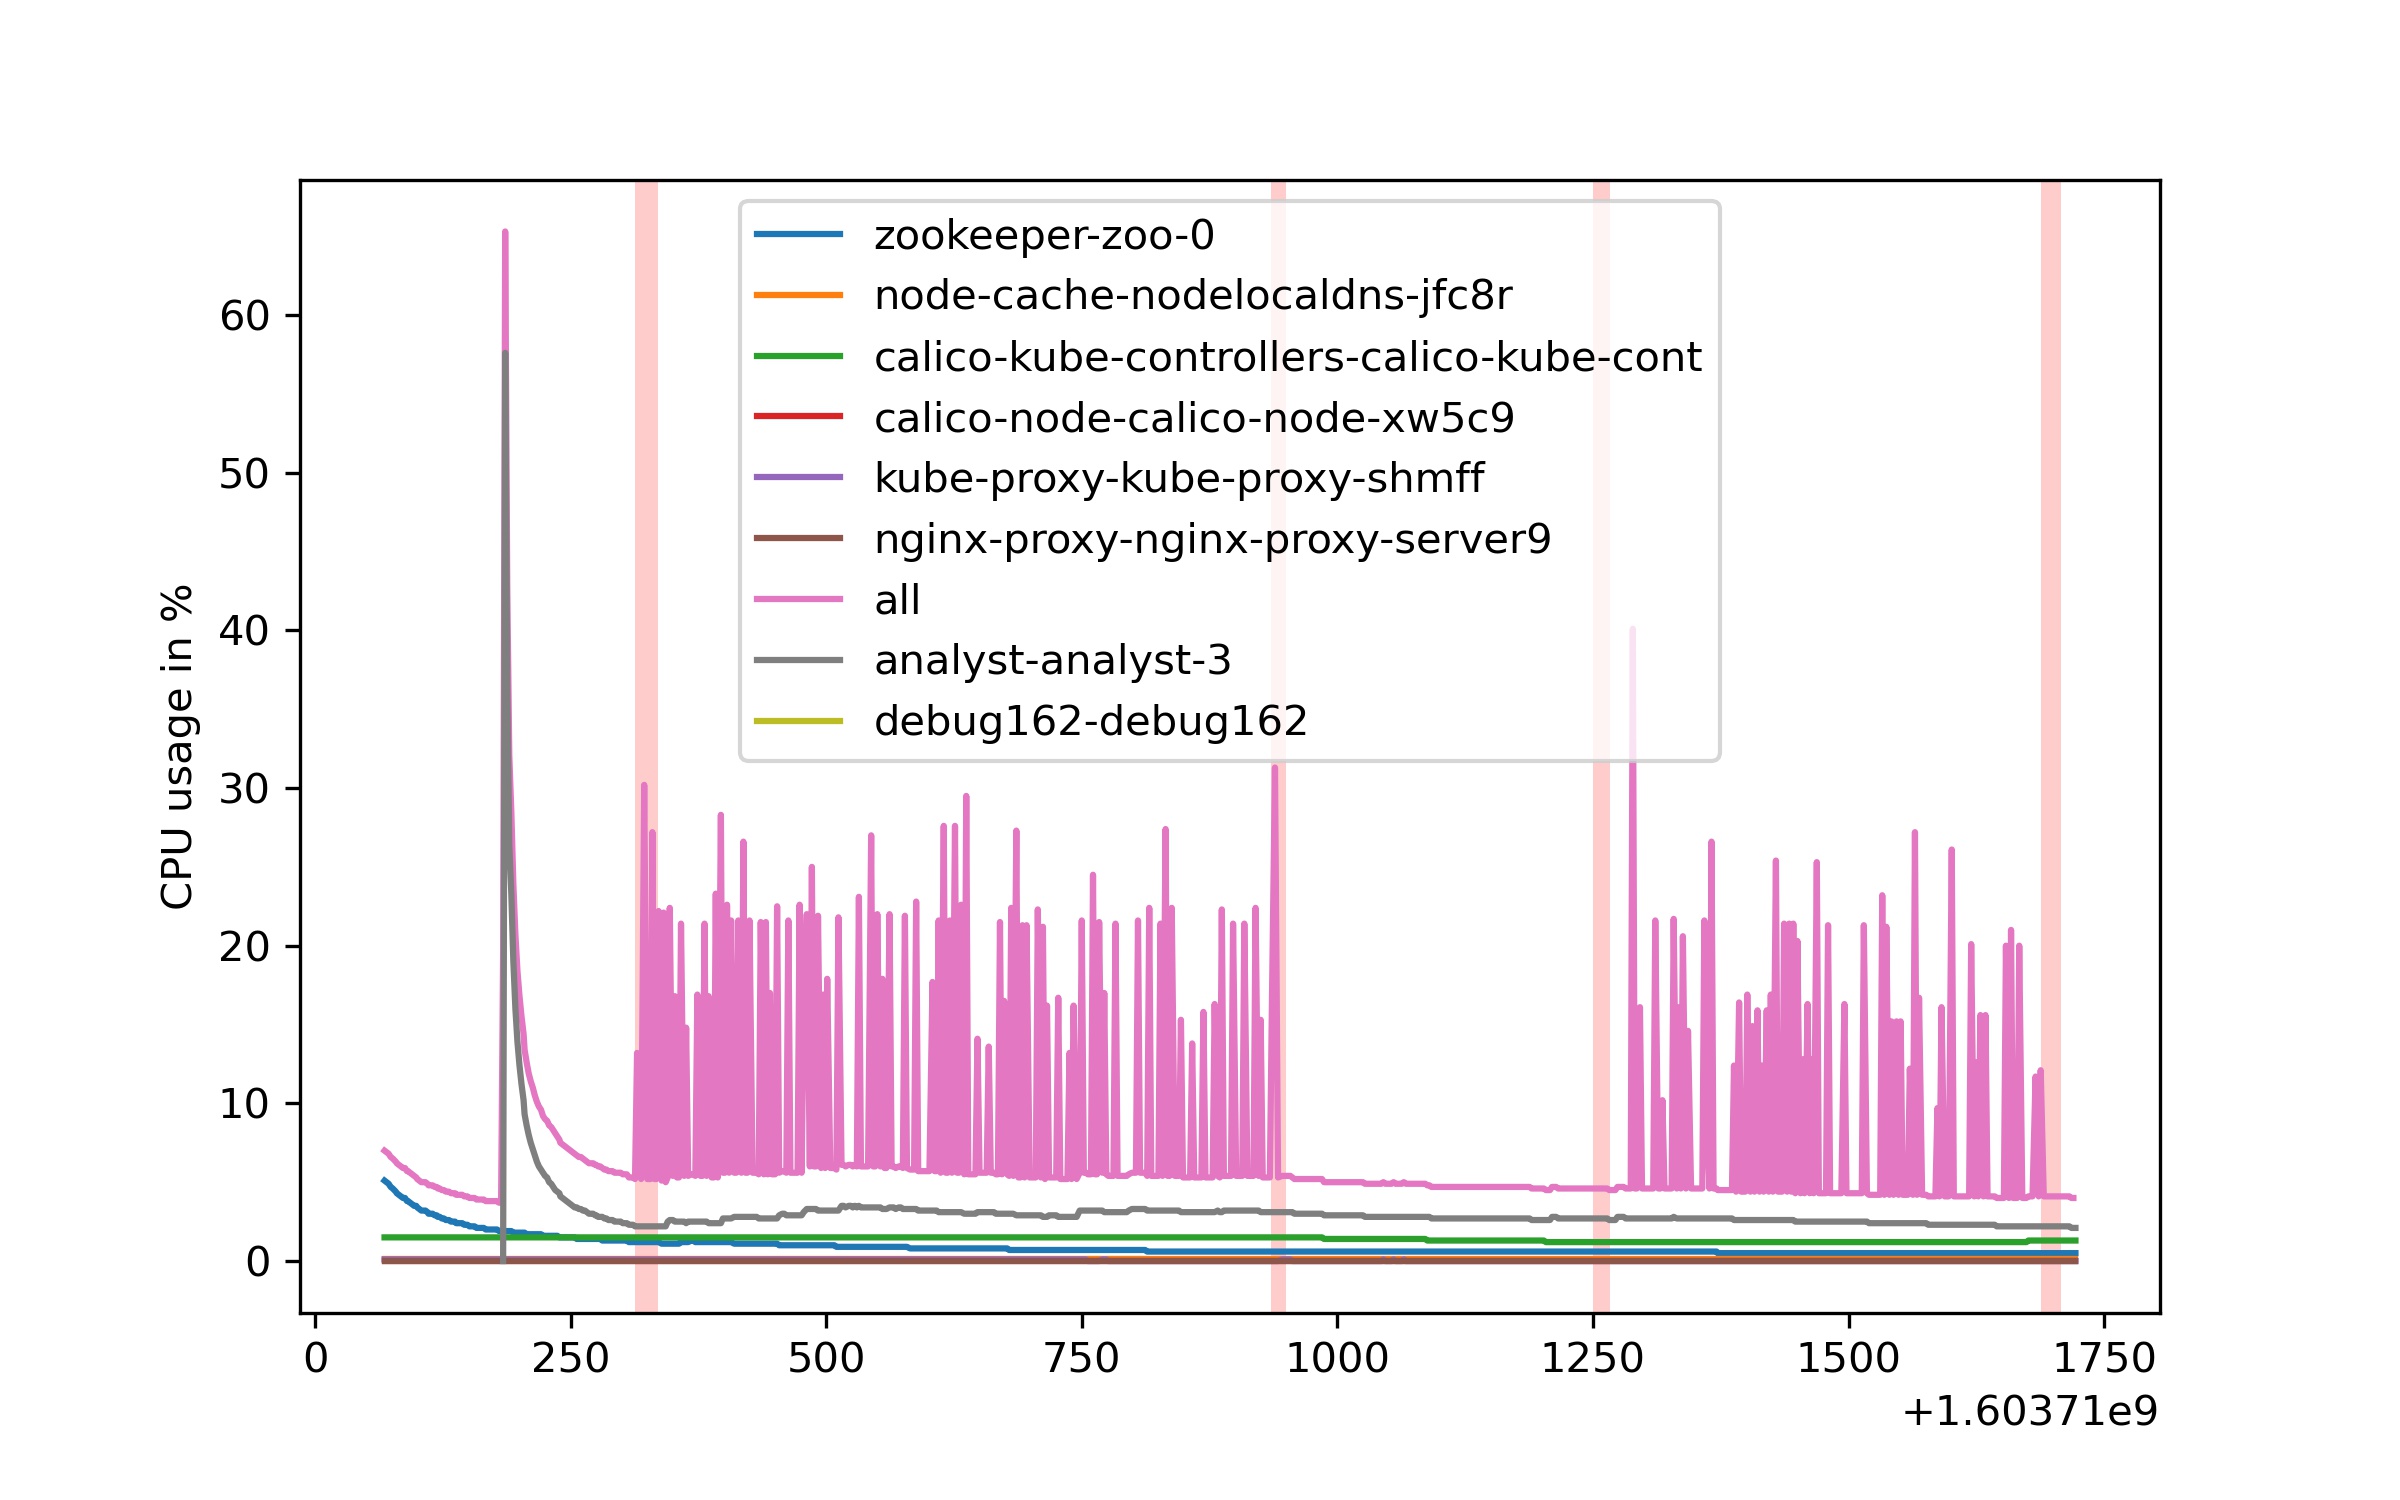 zookeeper-zoo-0
node-cache-nodelocaldns-jfc8r
calico-kube-controllers-calico-kube-cont
calico-node-calico-node-xw5c9
kube-proxy-kube-proxy-shmff
nginx-proxy-nginx-proxy-server9
all
analyst-analyst-3
debug162-debug162
CPU usage in %
60
50
40
30
20
10
0
0 250 500 750 1000 1250 1500 1750
+1.60371e9